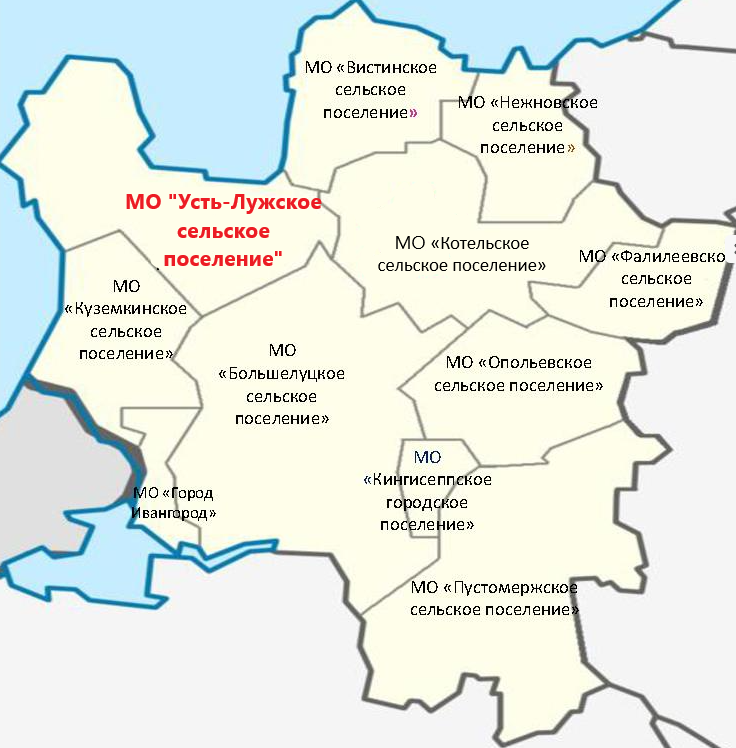 МО «Вистинское
сельское
поселение»
МО «Нежновское
сельское
поселение»
МО "Усть-Лужское
сельское
поселение"
МО «Котельское
сельское поселение»
МО «Фалилеевско
сельское
поселение»
МО
«Куземкинское
сельское
поселение»
МО
«Большелуцкое
сельское
поселение»
МО «Опольевское
сельское поселение»
МО
«Кингисеппское
городское
поселение»
МО «Город
Ивангород»
МО «Пустомержское
сельское поселение»